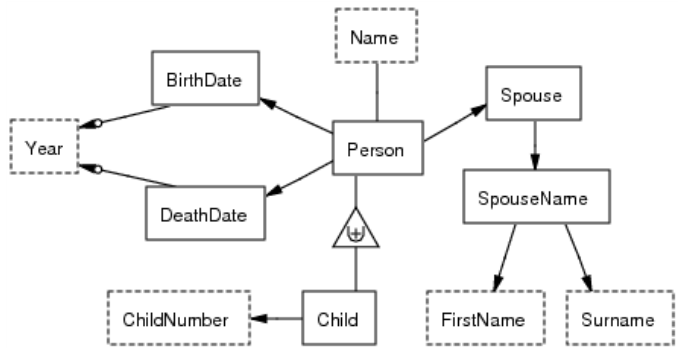 Name
BirthDate
Spouse
Year
Person
SpouseName
DeathDate
ChildNumber
Child
FirstName
Surname